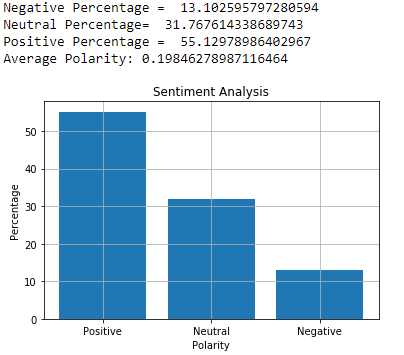 Negative Percentage =  13.102595797280594
Neutral Percentage=  31.767614338689743
Positive Percentage =  55.12978986402967
Average Polarity: 0.19846278987116464
Sentiment Analysis
50
40
30
20
10
0
Percentage
Positive Neutral Negative
Polarity